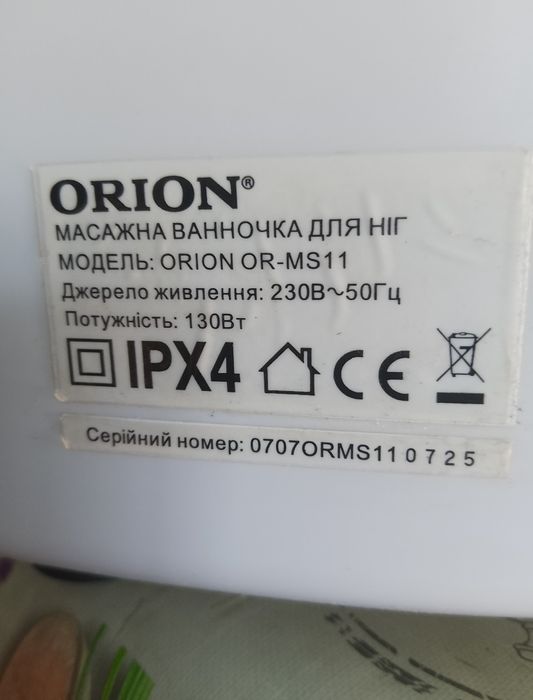 ORION®
МАСАЖНА ВАННОЧКА ДЛЯ НІГ
МОДЕЛЬ: ORION OR-MS11
Джерело живлення: 230В~50Гц
Потужність: 130Вт
IPX4 CE
Серійний номер: 0707ORMS11 0 7 2 5